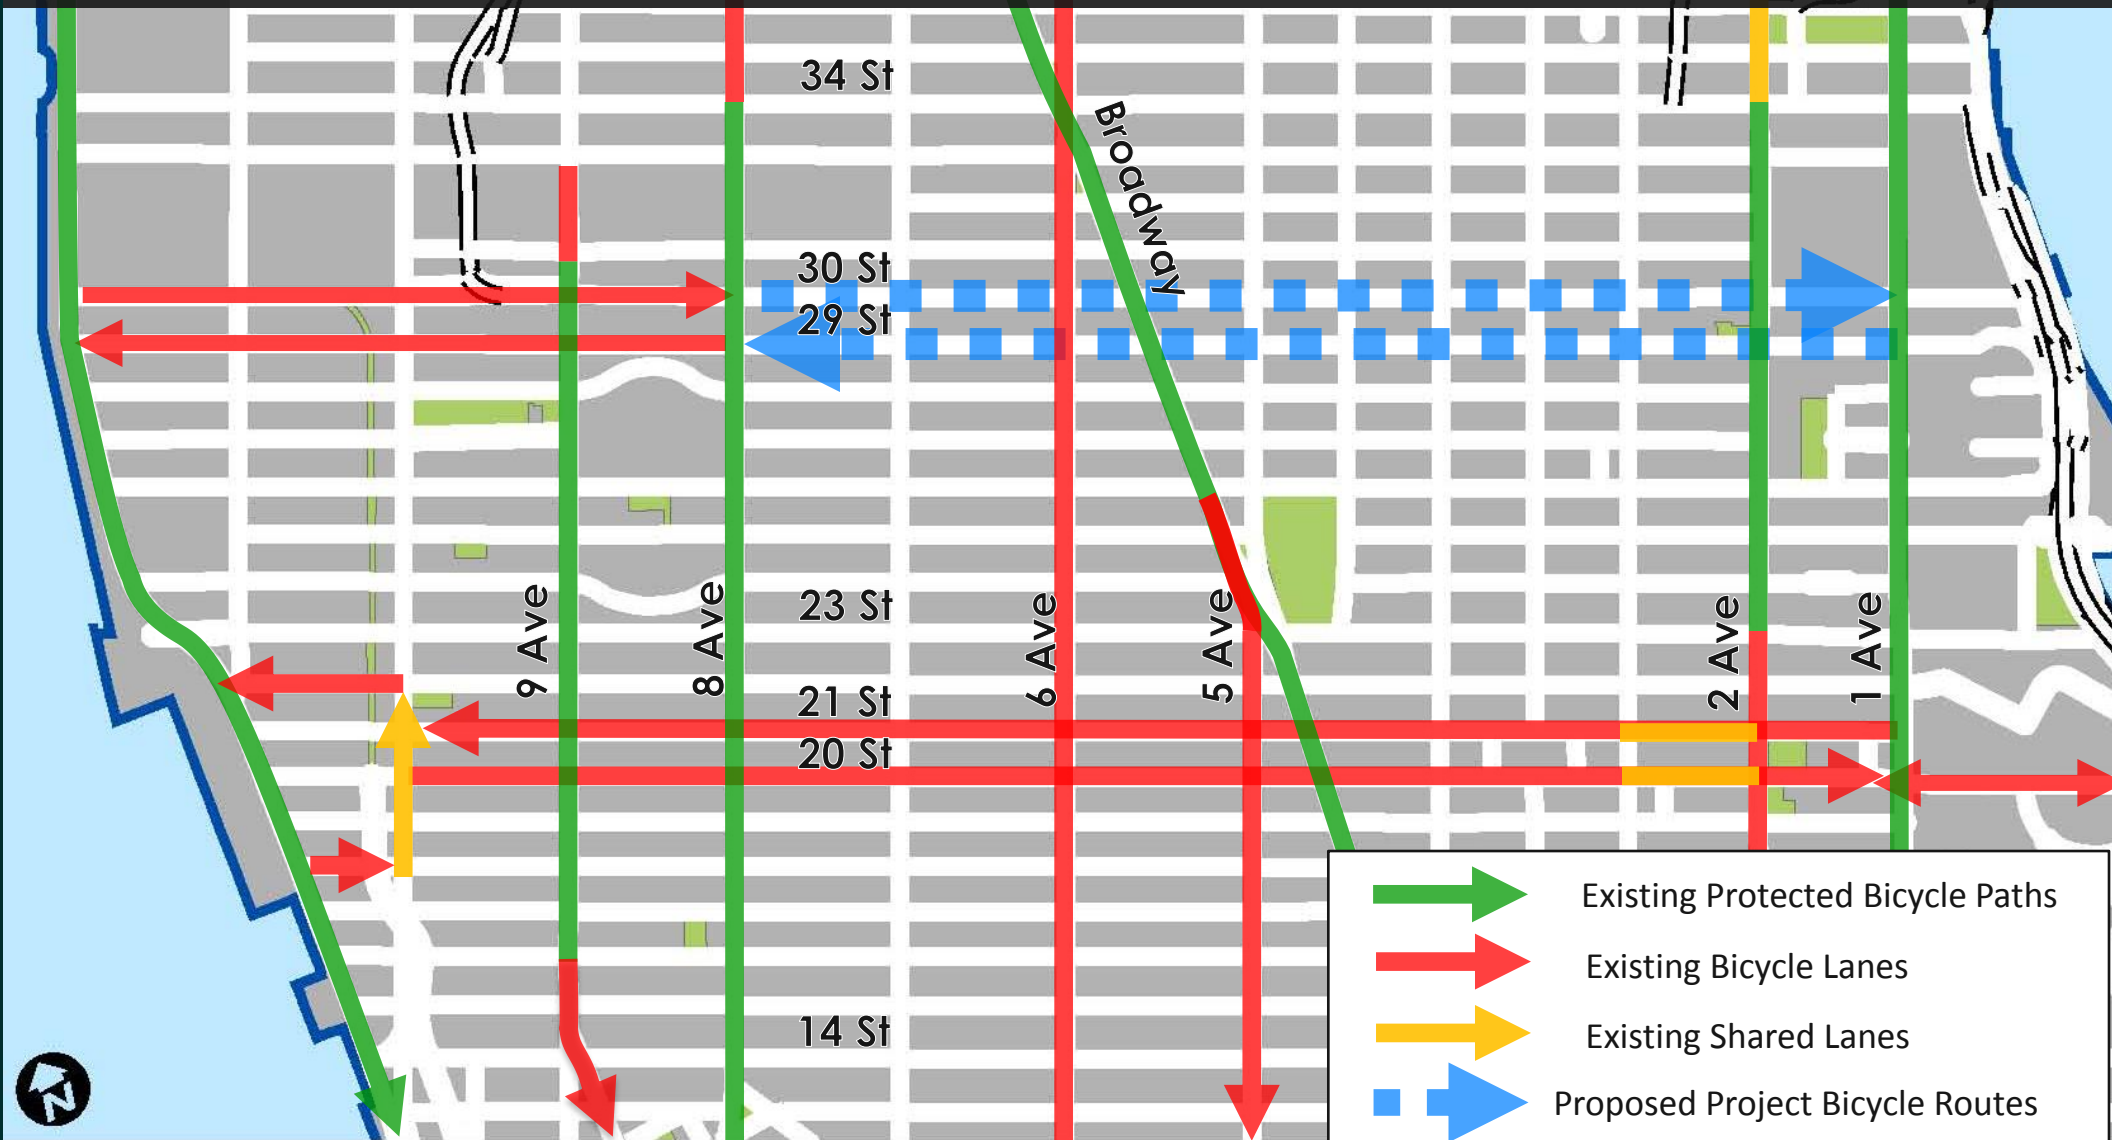 34 St
Broadway
30 St
29 St
9 Ave
8 Ave
23 St
6 Ave
5 Ave
2 Ave
1 Ave
21 St
20 St
14 St
Existing Protected Bicycle Paths
Existing Bicycle Lanes
Existing Shared Lanes
Proposed Project Bicycle Routes
N